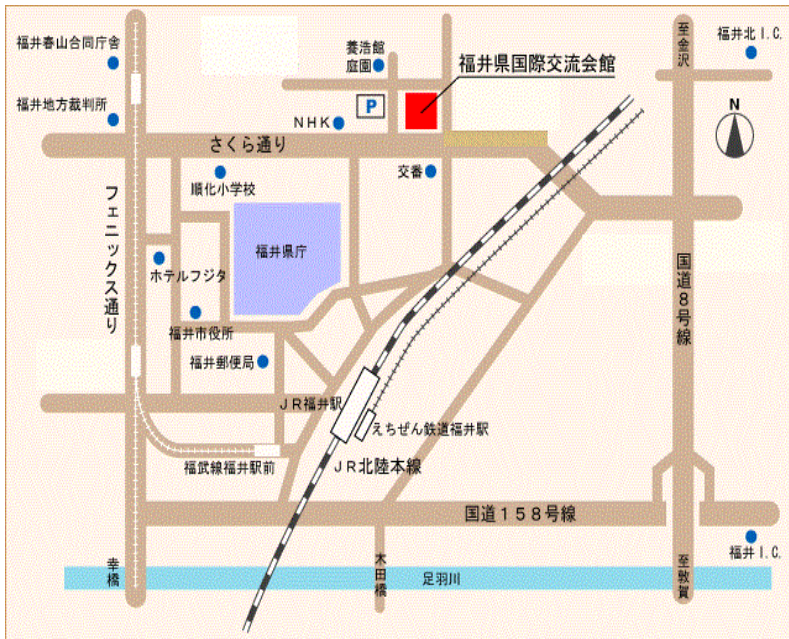 福井春山合同庁舎
養浩館
庭園
福井県国際交流会館
至金沢
福井北I.C.
福井地方裁判所
P
NHK
N
さくら通り
順化小学校
交番
フェニックス通り
福井県庁
ホテルフジタ
国道8号線
福井市役所
福井郵便局
JR福井駅
えちぜん鉄道福井駅
福武線福井駅前
JR北陸本線
国道158号線
幸橋
木田橋
足羽川
至敦賀
福井I.C.